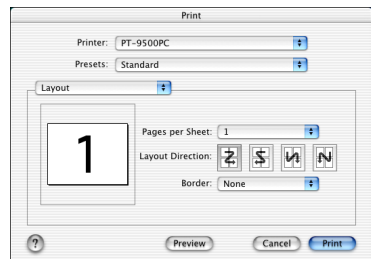 Print
Printer: PT-9500PC
Presets: Standard
Layout
1
Pages per Sheet: 1
Layout Direction:
Border: None
? Preview Cancel Print